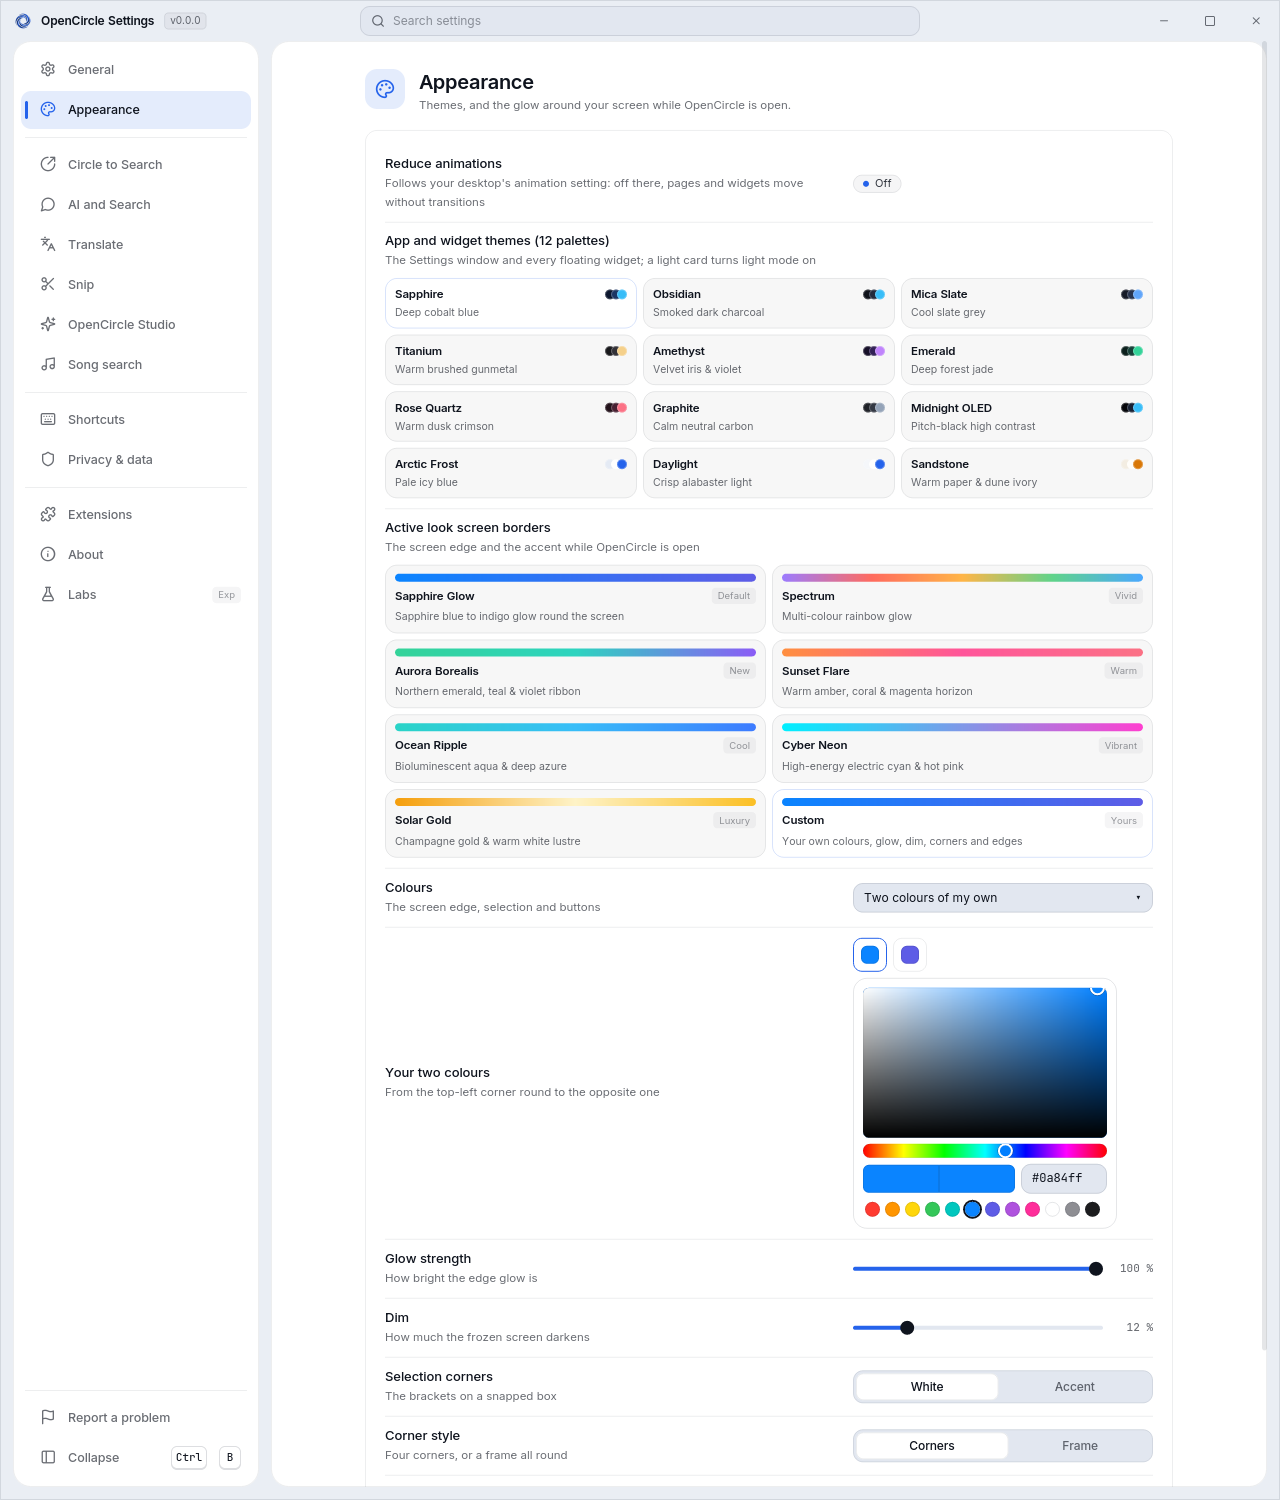 OpenCircle Settings v0.0.0
Search settings
General
Appearance
Circle to Search
AI and Search
Translate
Snip
OpenCircle Studio
Song search
Shortcuts
Privacy & data
Extensions
About
Labs Exp
Report a problem
Collapse Ctrl B
Appearance
Themes, and the glow around your screen while OpenCircle is open.
Reduce animations
Follows your desktop's animation setting: off there, pages and widgets move
without transitions
Off
App and widget themes (12 palettes)
The Settings window and every floating widget; a light card turns light mode on
Sapphire
Deep cobalt blue
Obsidian
Smoked dark charcoal
Mica Slate
Cool slate grey
Titanium
Warm brushed gunmetal
Amethyst
Velvet iris & violet
Emerald
Deep forest jade
Rose Quartz
Warm dusk crimson
Graphite
Calm neutral carbon
Midnight OLED
Pitch-black high contrast
Arctic Frost
Pale icy blue
Daylight
Crisp alabaster light
Sandstone
Warm paper & dune ivory
Active look screen borders
The screen edge and the accent while OpenCircle is open
Sapphire Glow Default
Sapphire blue to indigo glow round the screen
Spectrum Vivid
Multi-colour rainbow glow
Aurora Borealis New
Northern emerald, teal & violet ribbon
Sunset Flare Warm
Warm amber, coral & magenta horizon
Ocean Ripple Cool
Bioluminescent aqua & deep azure
Cyber Neon Vibrant
High-energy electric cyan & hot pink
Solar Gold Luxury
Champagne gold & warm white lustre
Custom Yours
Your own colours, glow, dim, corners and edges
Colours
The screen edge, selection and buttons
Two colours of my own
Your two colours
From the top-left corner round to the opposite one
#0a84ff
Glow strength
How bright the edge glow is
100 %
Dim
How much the frozen screen darkens
12 %
Selection corners
The brackets on a snapped box
White Accent
Corner style
Four corners, or a frame all round
Corners Frame